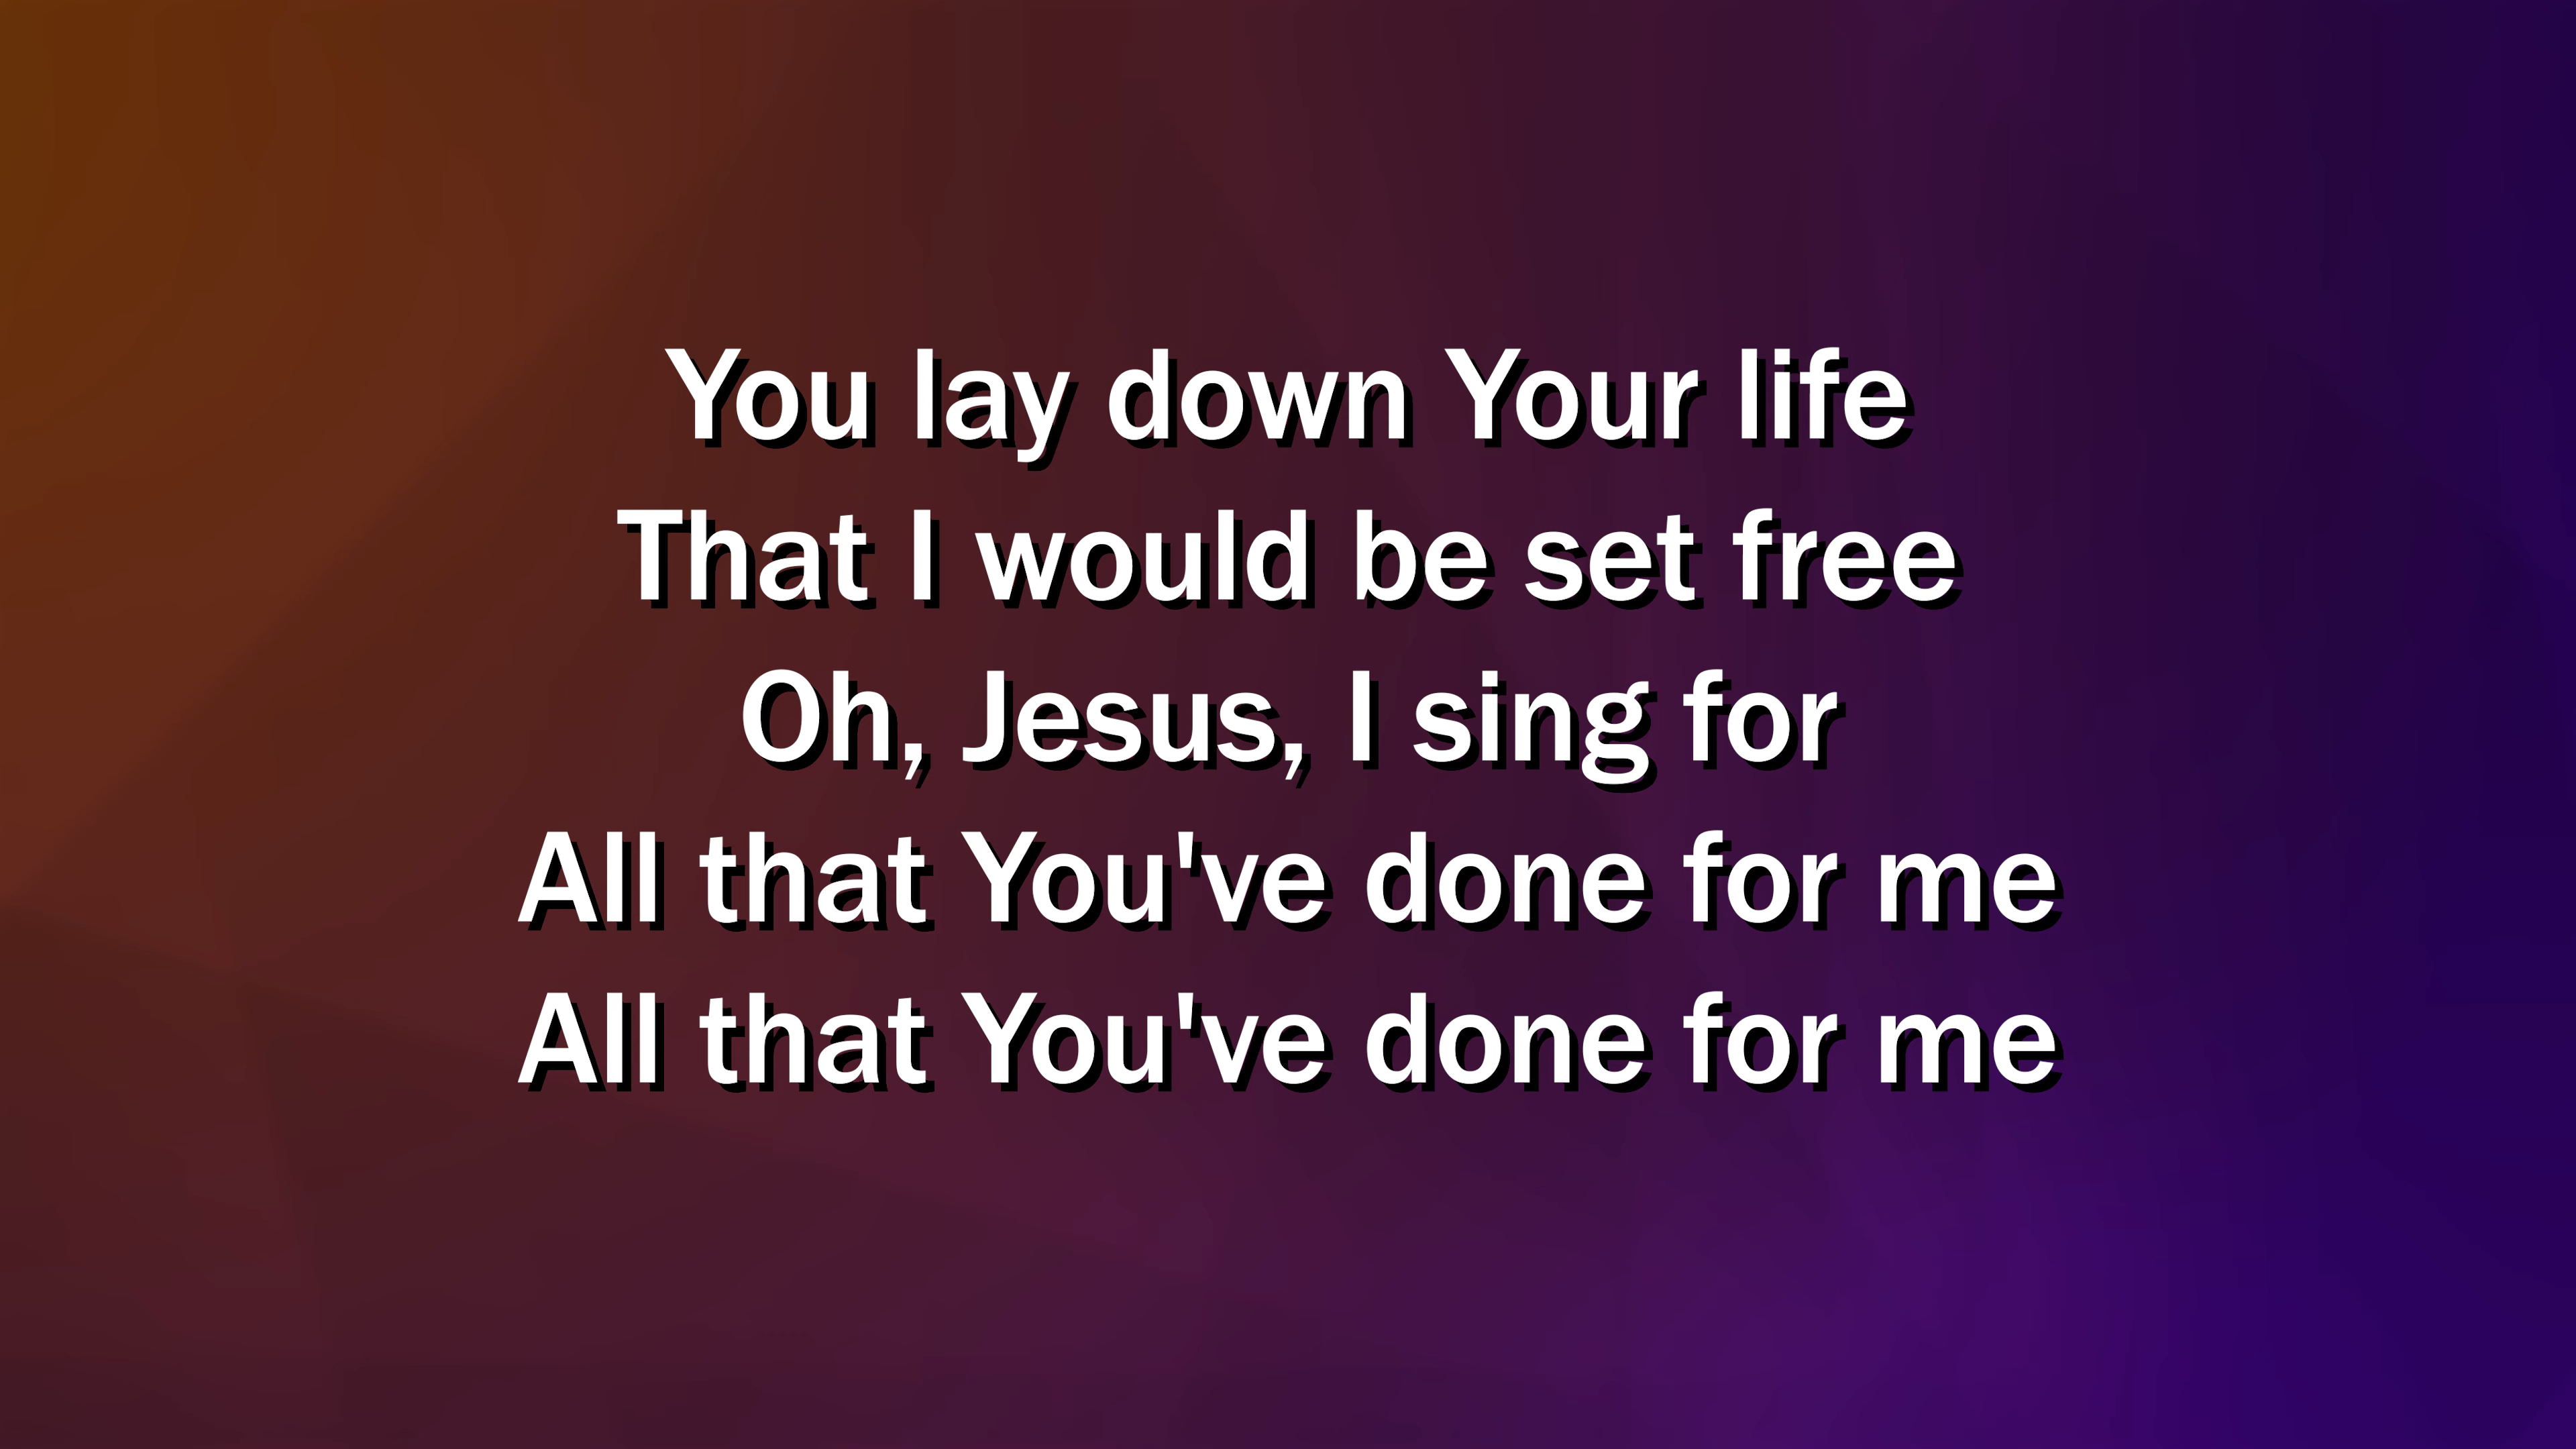 You lay down Your life
That I would be set free
Oh, Jesus, I sing for
All that You've done for me
All that You've done for me